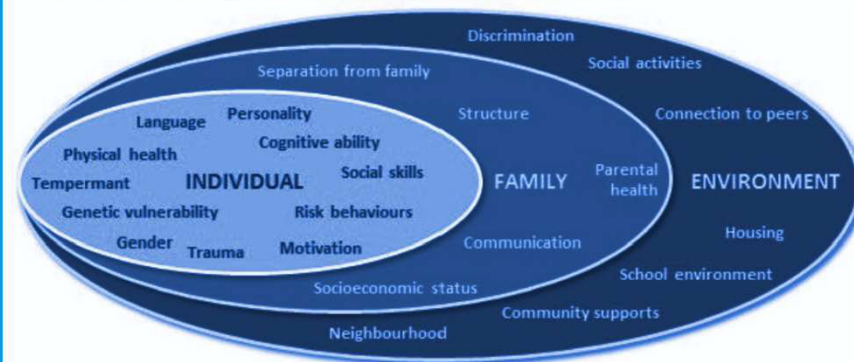 Discrimination
Social activities
Separation from family
Structure
Connection to peers
Language
Personality
Cognitive ability
Physical health
Social skills
Tempermant
INDIVIDUAL
FAMILY
Parental
health
ENVIRONMENT
Genetic vulnerability
Risk behaviours
Gender
Trauma
Motivation
Communication
Housing
School environment
Socioeconomic status
Community supports
Neighbourhood